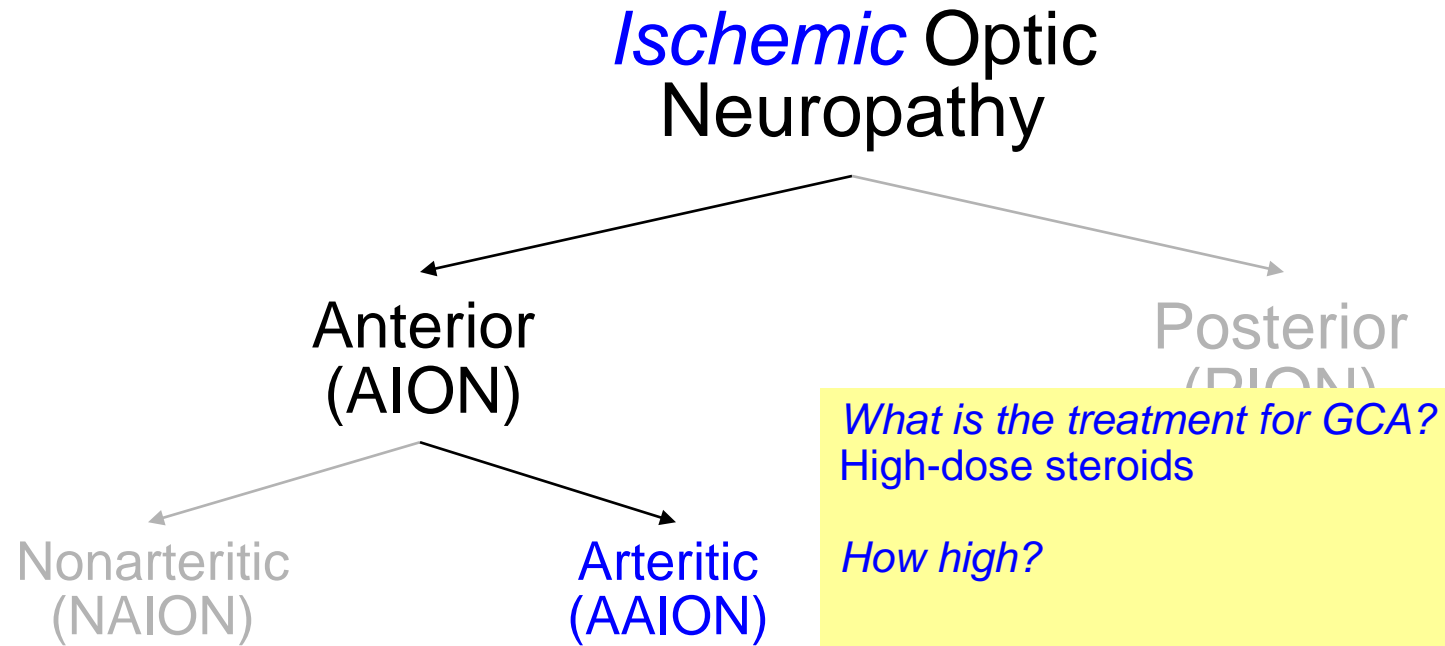 Ischemic Optic
Neuropathy
Anterior
(AION)
Posterior
(PION)
Nonarteritic
(NAION)
Arteritic
(AAION)
What is the treatment for GCA?
High-dose steroids
How high?